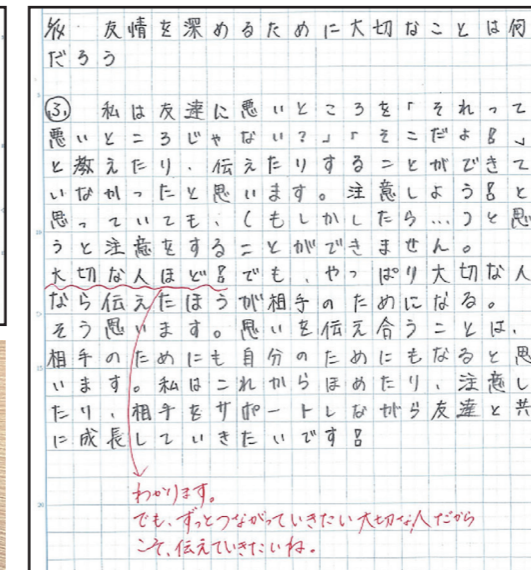 友情を深めるために大切なことは何
だろう
ふ 私は友達に悪いところを「それって
悪いところじゃない？」「そこだよ！」
と教えたり、伝えたりすることができて
いなかったと思います。注意しよう！と
思っていても、(もしかしたら…)と思
うと注意をすることができません。
大切な人ほど！でも、やっぱり大切な人
なら伝えたほうが相手のためになる。
そう思います。思いを伝え合うことは、
相手のためにも自分のためにもなると思
います。私はこれからほめたり、注意し
たり、相手をサポートしながら友達と共
に成長していきたいです！
わかります。
でも、ずっとつながっていきたい大切な人だから
こそ、伝えていきたいね。